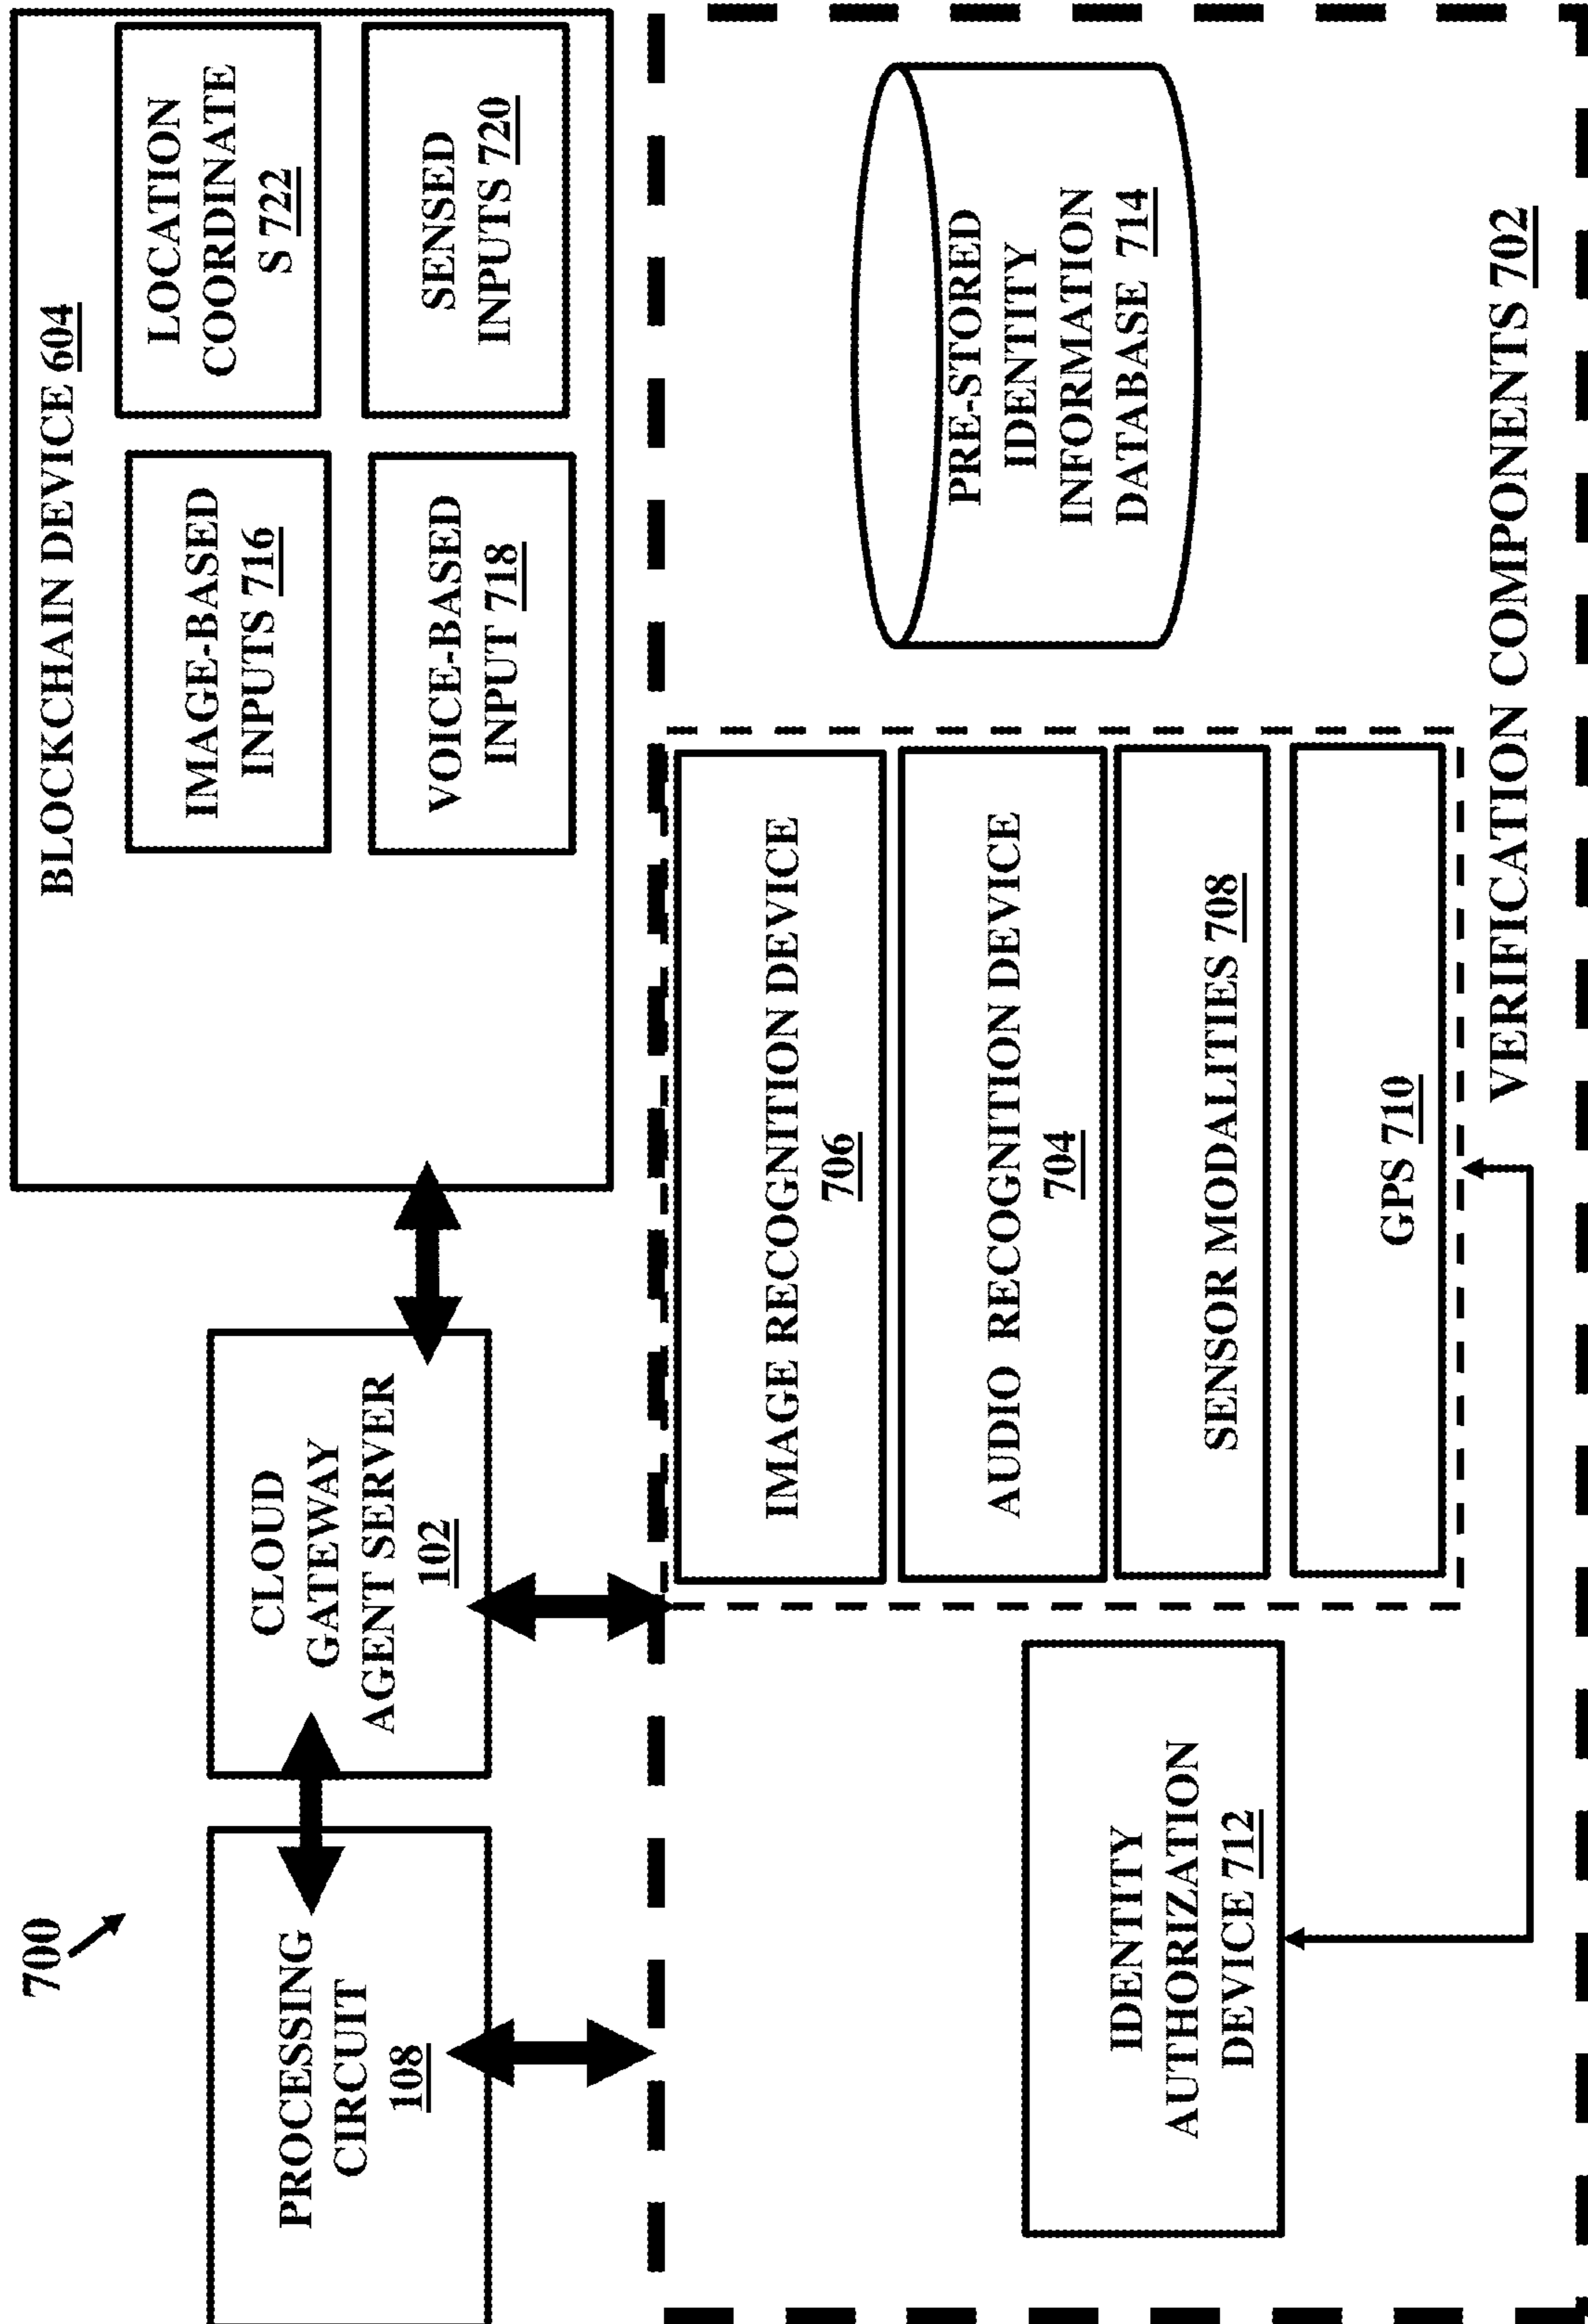 700
PROCESSING
CIRCUIT
108
CLOUD
GATEWAY
AGENT SERVER
102
BLOCKCHAIN DEVICE 604
IMAGE-BASED
INPUTS 716
LOCATION
COORDINATE
S 722
VOICE-BASED
INPUT 718
SENSED
INPUTS 720
IDENTITY
AUTHORIZATION
DEVICE 712
IMAGE RECOGNITION DEVICE
706
AUDIO RECOGNITION DEVICE
704
SENSOR MODALITIES 708
GPS 710
PRE-STORED
IDENTITY
INFORMATION
DATABASE 714
VERIFICATION COMPONENTS 702